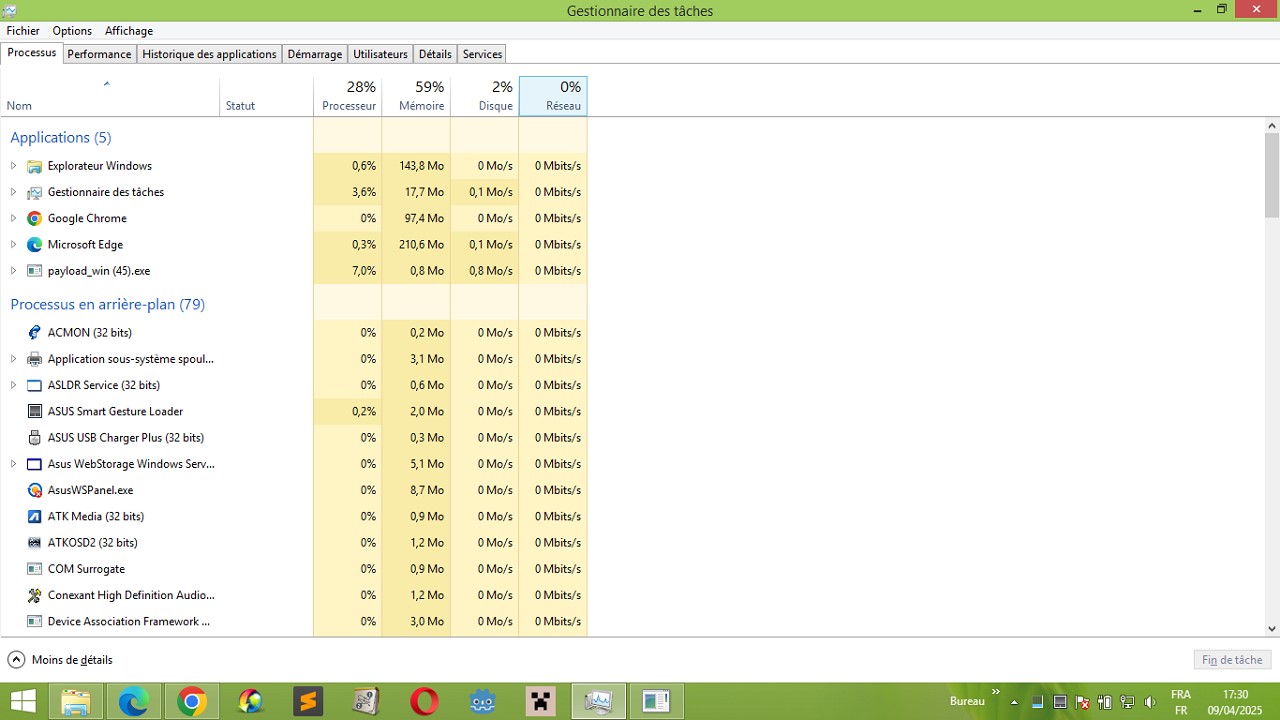 Gestionnaire des tâches
Fichier Options Affichage
Processus Performance Historique des applications Démarrage Utilisateurs Détails Services
28% 59% 2% 0%
Nom Statut Processeur Mémoire Disque Réseau
Applications (5)
Explorateur Windows 0,6% 143,8 Mo 0 Mo/s 0 Mbits/s
Gestionnaire des tâches 3,6% 17,7 Mo 0,1 Mo/s 0 Mbits/s
Google Chrome 0% 97,4 Mo 0 Mo/s 0 Mbits/s
Microsoft Edge 0,3% 210,6 Mo 0,1 Mo/s 0 Mbits/s
payload_win (45).exe 7,0% 0,8 Mo 0,8 Mo/s 0 Mbits/s
Processus en arrière-plan (79)
ACMON (32 bits) 0% 0,2 Mo 0 Mo/s 0 Mbits/s
Application sous-système spoul... 0% 3,1 Mo 0 Mo/s 0 Mbits/s
ASLDR Service (32 bits) 0% 0,6 Mo 0 Mo/s 0 Mbits/s
ASUS Smart Gesture Loader 0,2% 2,0 Mo 0 Mo/s 0 Mbits/s
ASUS USB Charger Plus (32 bits) 0% 0,3 Mo 0 Mo/s 0 Mbits/s
Asus WebStorage Windows Serv... 0% 5,1 Mo 0 Mo/s 0 Mbits/s
AsusWSPanel.exe 0% 8,7 Mo 0 Mo/s 0 Mbits/s
ATK Media (32 bits) 0% 0,9 Mo 0 Mo/s 0 Mbits/s
ATKOSD2 (32 bits) 0% 1,2 Mo 0 Mo/s 0 Mbits/s
COM Surrogate 0% 0,9 Mo 0 Mo/s 0 Mbits/s
Conexant High Definition Audio... 0% 1,2 Mo 0 Mo/s 0 Mbits/s
Device Association Framework ... 0% 3,0 Mo 0 Mo/s 0 Mbits/s
Moins de détails Fin de tâche
Bureau » FRA 17:30
FR 09/04/2025